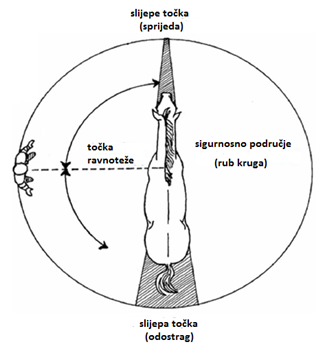 slijepe točka
(sprijeda)
točka
ravnoteže
sigurnosno područje
(rub kruga)
slijepa točka
(odostrag)